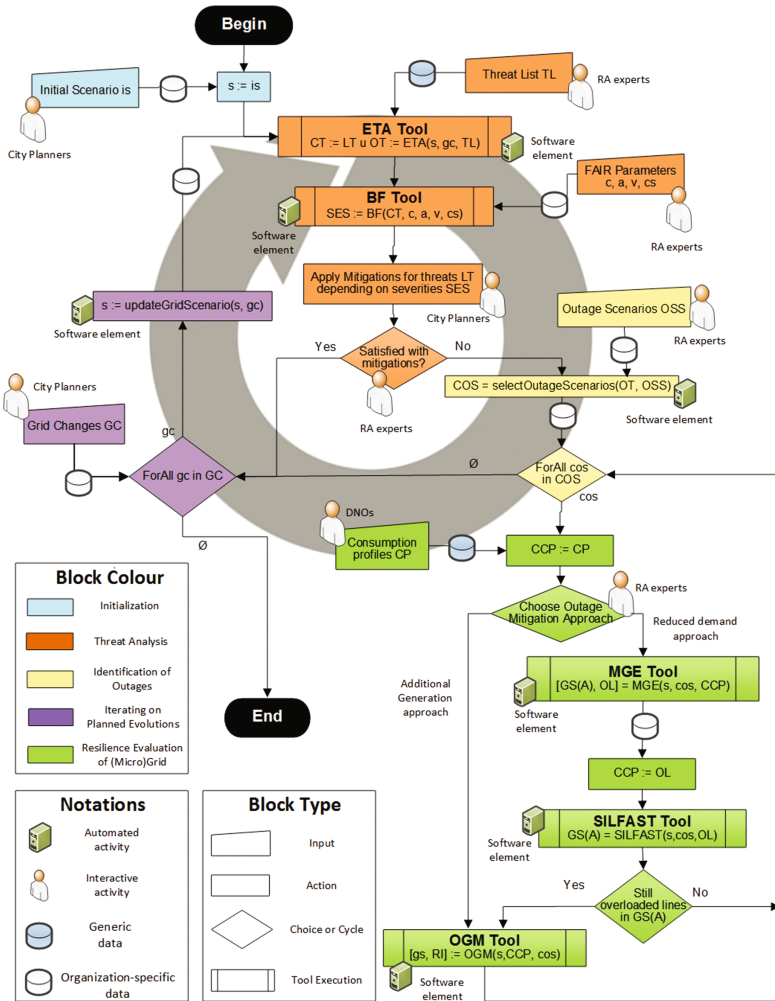 Begin
Initial Scenario is
City Planners
s := is
Threat List TL
RA experts
ETA Tool
CT := LT u OT := ETA(s, gc, TL)
Software
element
FAIR Parameters
c, a, v, cs
RA experts
BF Tool
SES := BF(CT, c, a, v, cs)
Software
element
Apply Mitigations for threats LT
depending on severities SES
City Planners
s := updateGridScenario(s, gc)
Software element
Outage Scenarios OSS
RA experts
Yes
Satisfied with
mitigations?
No
RA experts
COS = selectOutageScenarios(OT, OSS)
Software element
City Planners
Grid Changes GC
gc
ForAll gc in GC
Ø
Ø
ForAll cos
in COS
cos
DNOs
Consumption
profiles CP
CCP := CP
RA experts
Choose Outage
Mitigation Approach
Reduced demand
approach
Additional
Generation
approach
MGE Tool
[GS(A), OL] = MGE(s, cos, CCP)
Software
element
CCP := OL
SILFAST Tool
GS(A) = SILFAST(s,cos,OL)
Software
element
Yes
Still
overloaded lines
in GS(A)
No
OGM Tool
[gs, RI] := OGM(s,CCP, cos)
Software
element
End
Block Colour
Initialization
Threat Analysis
Identification of
Outages
Iterating on
Planned Evolutions
Resilience Evaluation
of (Micro)Grid
Notations
Automated
activity
Interactive
activity
Generic
data
Organization-specific
data
Block Type
Input
Action
Choice or Cycle
Tool Execution